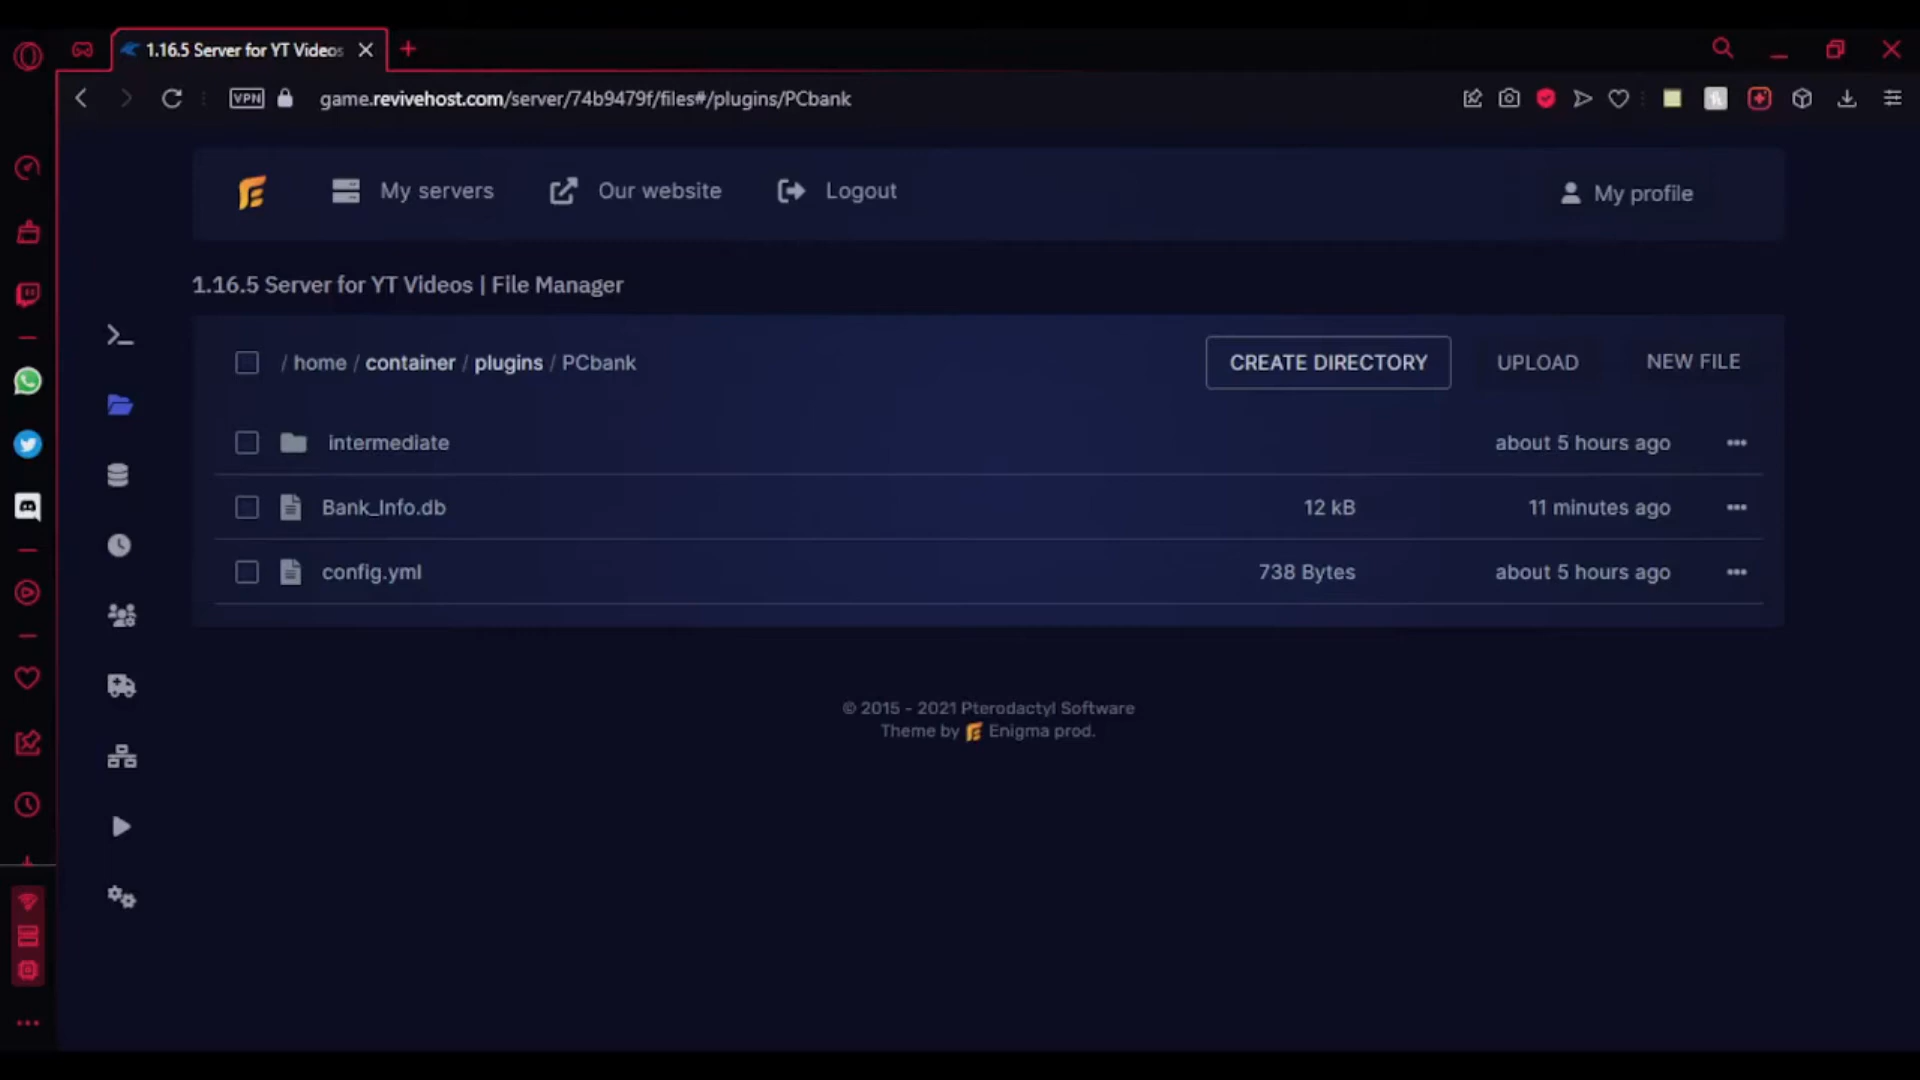 1.16.5 Server for YT Videos
VPN
game.revivehost.com/server/74b9479f/files#/plugins/PCbank
My servers
Our website
Logout
My profile
1.16.5 Server for YT Videos | File Manager
/ home / container / plugins / PCbank
CREATE DIRECTORY
UPLOAD
NEW FILE
intermediate about 5 hours ago
Bank_Info.db 12 kB 11 minutes ago
config.yml 738 Bytes about 5 hours ago
© 2015 - 2021 Pterodactyl Software
Theme by Enigma prod.